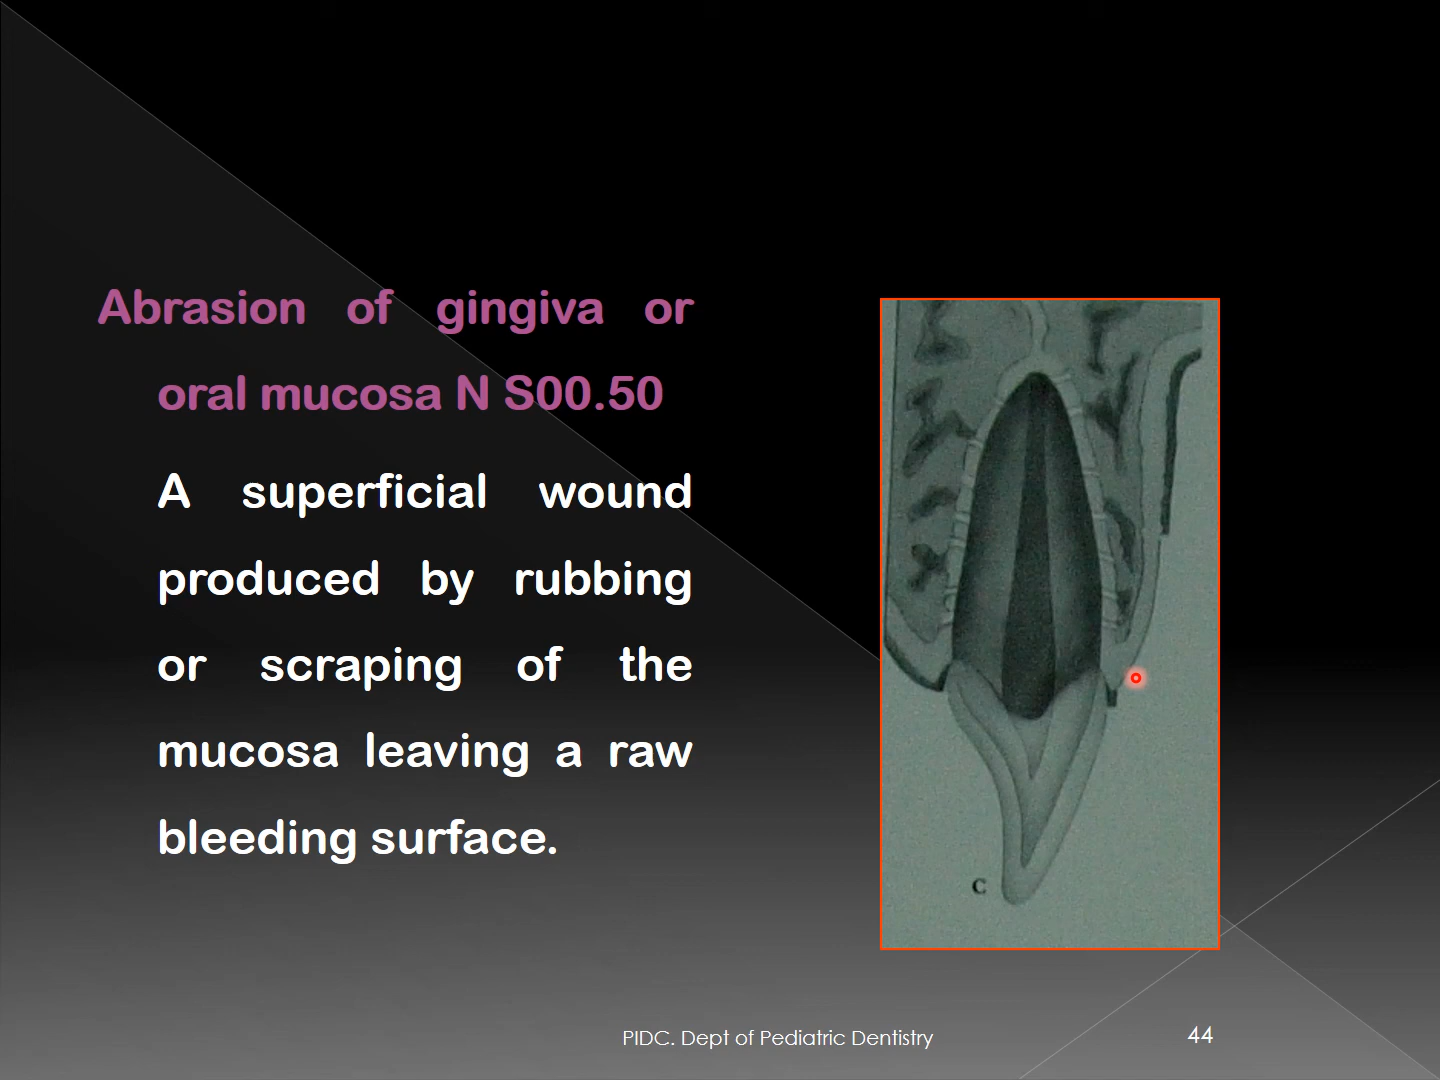 Abrasion of gingiva or
oral mucosa N S00.50
A superficial wound
produced by rubbing
or scraping of the
mucosa leaving a raw
bleeding surface.
C
PIDC. Dept of Pediatric Dentistry
44